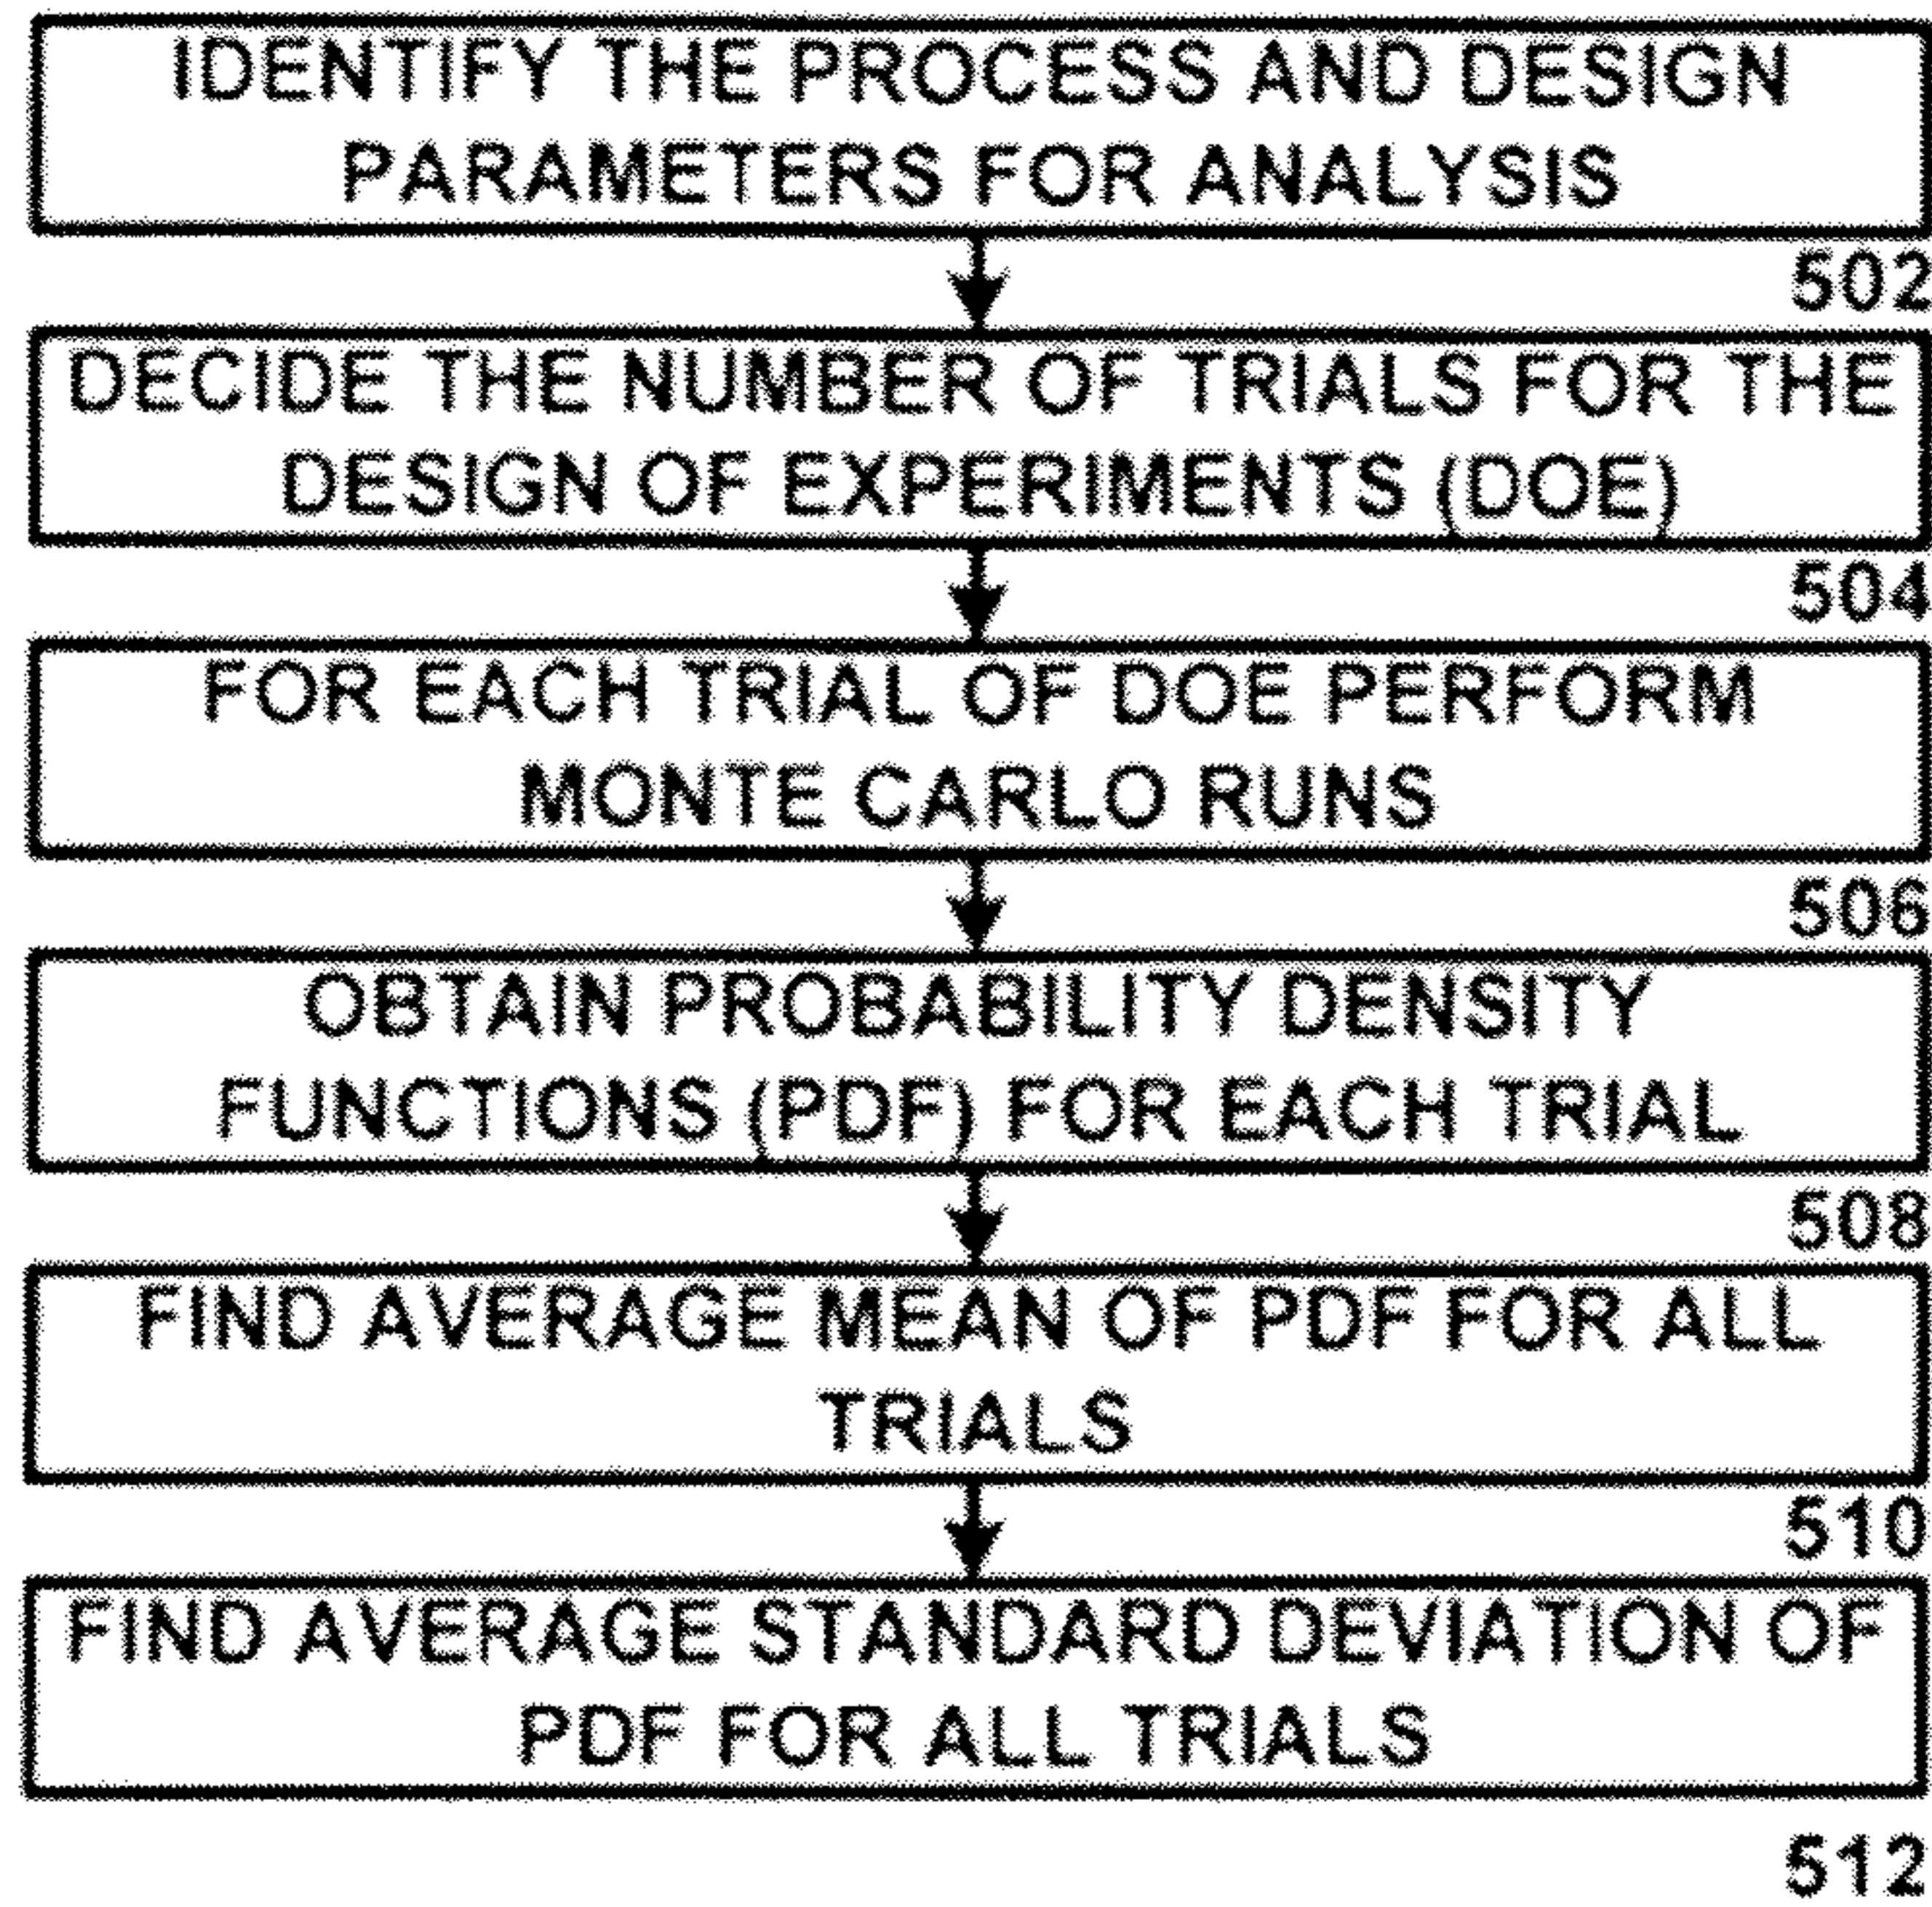 IDENTIFY THE PROCESS AND DESIGN
PARAMETERS FOR ANALYSIS
502
DECIDE THE NUMBER OF TRIALS FOR THE
DESIGN OF EXPERIMENTS (DOE)
504
FOR EACH TRIAL OF DOE PERFORM
MONTE CARLO RUNS
506
OBTAIN PROBABILITY DENSITY
FUNCTIONS (PDF) FOR EACH TRIAL
508
FIND AVERAGE MEAN OF PDF FOR ALL
TRIALS
510
FIND AVERAGE STANDARD DEVIATION OF
PDF FOR ALL TRIALS
512